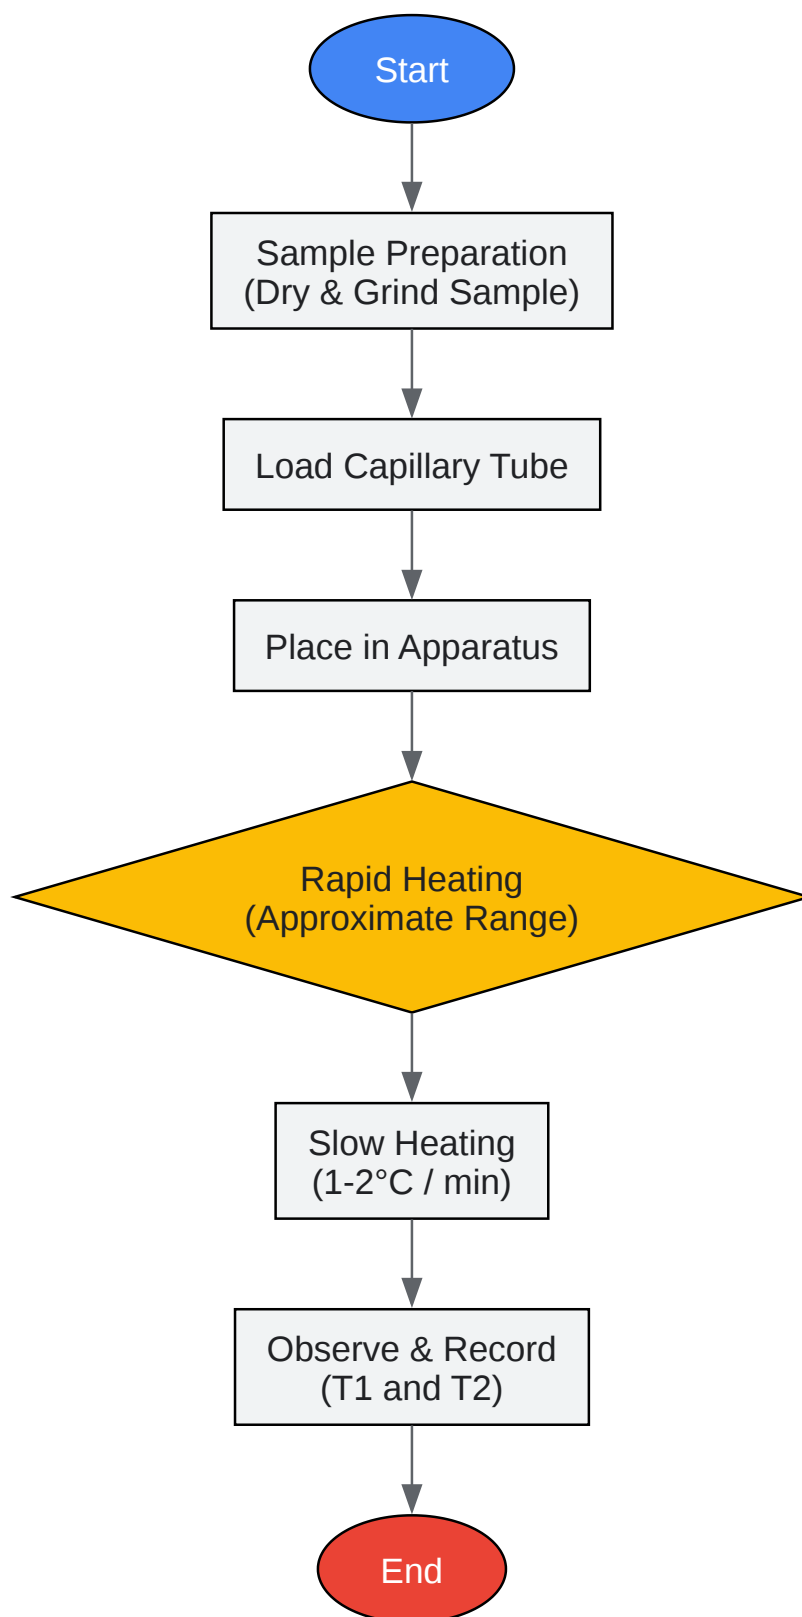 Start
Sample Preparation
(Dry & Grind Sample)
Load Capillary Tube
Place in Apparatus
Rapid Heating
(Approximate Range)
Slow Heating
(1-2°C / min)
Observe & Record
(T1 and T2)
End